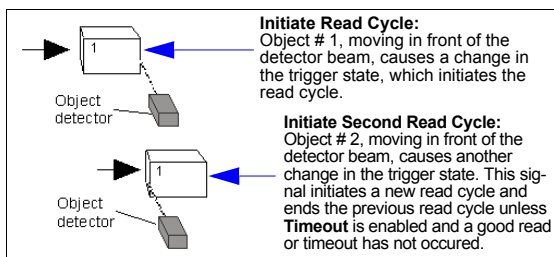 Initiate Read Cycle:
Object # 1, moving in front of the
detector beam, causes a change in
the trigger state, which initiates the
read cycle.
1
Object
detector
Initiate Second Read Cycle:
Object # 2, moving in front of the
detector beam, causes another
change in the trigger state. This sig-
nal initiates a new read cycle and
ends the previous read cycle unless
Timeout is enabled and a good read
or timeout has not occured.
1
Object
detector